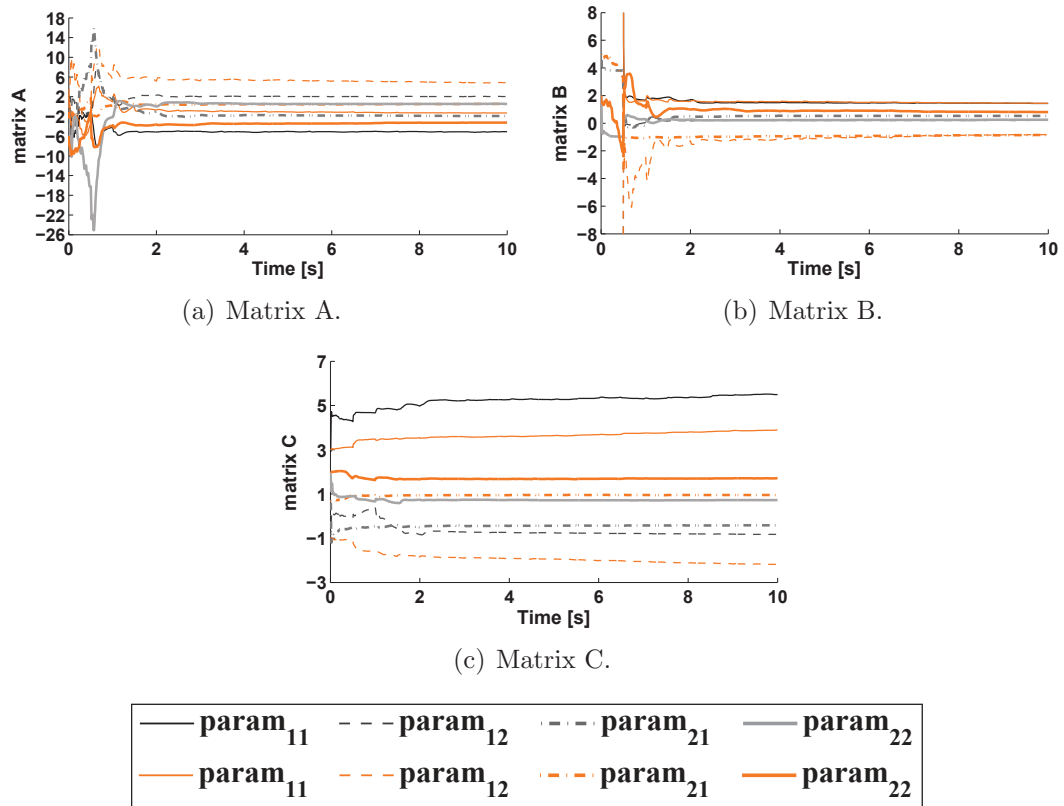 18
14
10
6
2
−2
−6
−10
−14
−18
−22
−26
matrix A
0 2 4 6 8 10
Time [s]
(a) Matrix A.
8
6
4
2
0
−2
−4
−6
−8
matrix B
0 2 4 6 8 10
Time [s]
(b) Matrix B.
7
5
3
1
−1
−3
matrix C
0 2 4 6 8 10
Time [s]
(c) Matrix C.
param11 param12 param21 param22
param11 param12 param21 param22